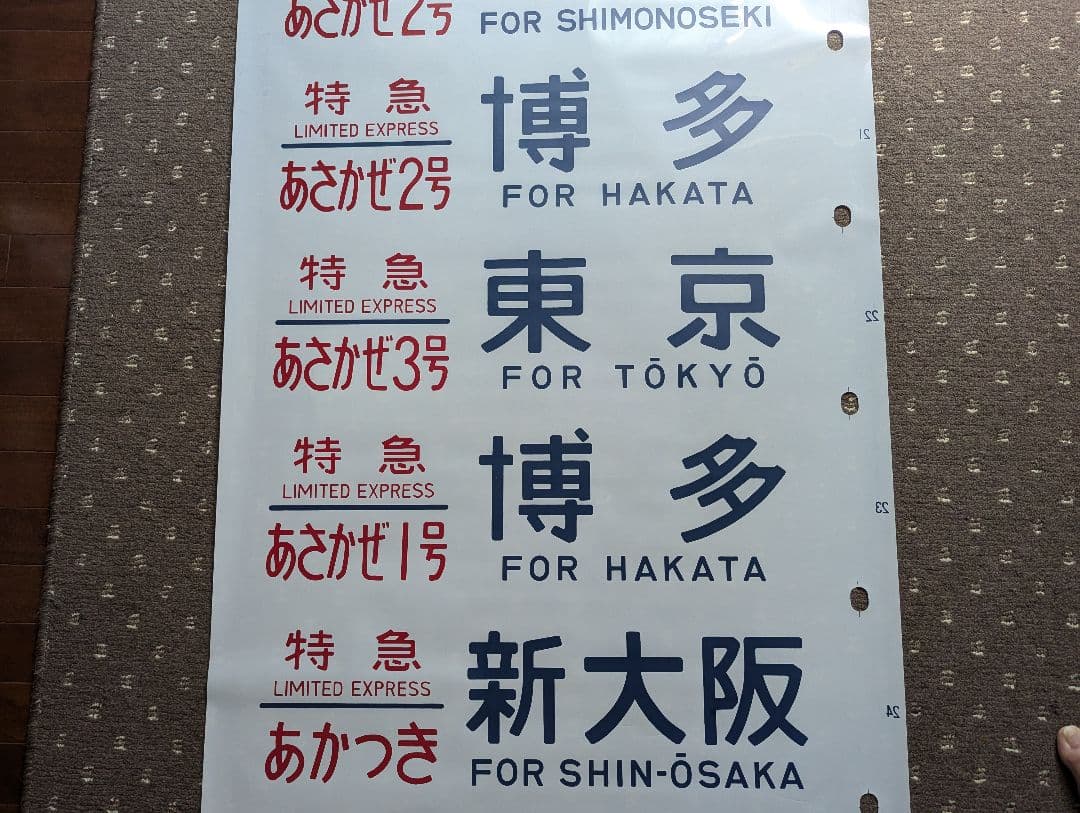 あさかぜ2号 FOR SHIMONOSEKI
特急 博多
LIMITED EXPRESS
あさかぜ2号 FOR HAKATA
21
特急 東京
LIMITED EXPRESS
あさかぜ3号 FOR TŌKYŌ
22
特急 博多
LIMITED EXPRESS
あさかぜ1号 FOR HAKATA
23
特急 新大阪
LIMITED EXPRESS
あかつき FOR SHIN-ŌSAKA
24